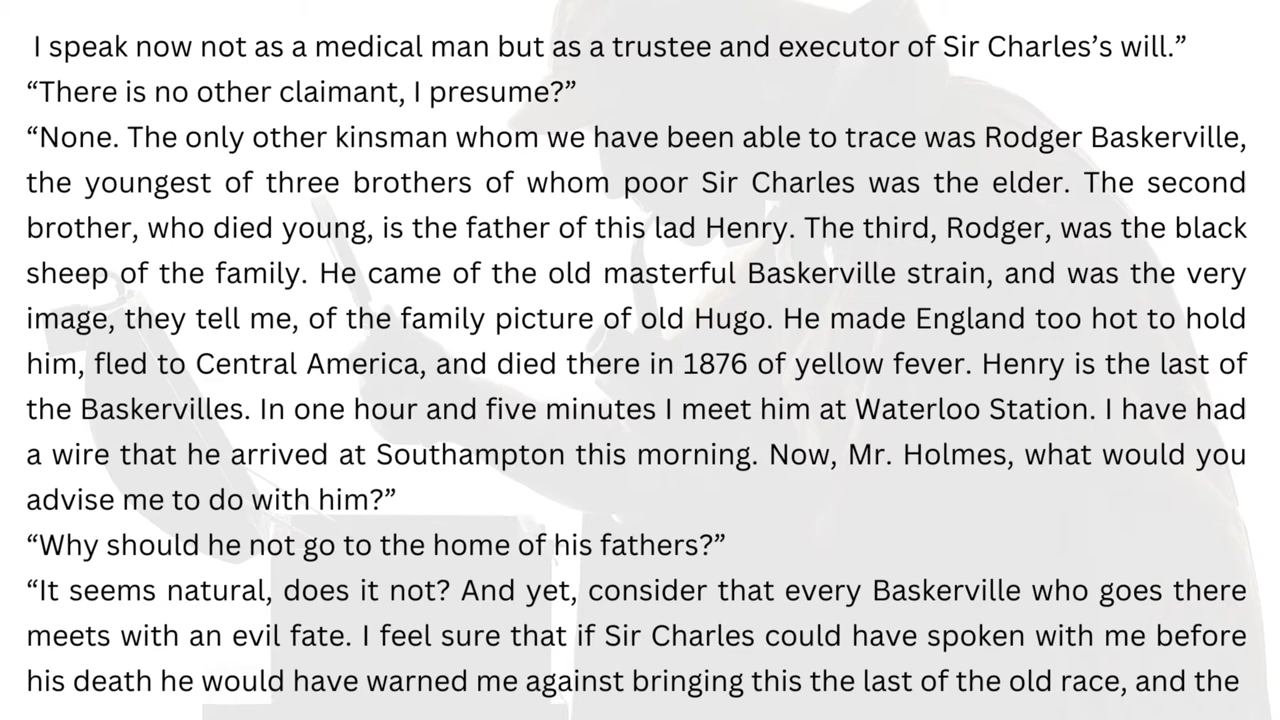 I speak now not as a medical man but as a trustee and executor of Sir Charles’s will.”
“There is no other claimant, I presume?”
“None. The only other kinsman whom we have been able to trace was Rodger Baskerville,
the youngest of three brothers of whom poor Sir Charles was the elder. The second
brother, who died young, is the father of this lad Henry. The third, Rodger, was the black
sheep of the family. He came of the old masterful Baskerville strain, and was the very
image, they tell me, of the family picture of old Hugo. He made England too hot to hold
him, fled to Central America, and died there in 1876 of yellow fever. Henry is the last of
the Baskervilles. In one hour and five minutes I meet him at Waterloo Station. I have had
a wire that he arrived at Southampton this morning. Now, Mr. Holmes, what would you
advise me to do with him?”
“Why should he not go to the home of his fathers?”
“It seems natural, does it not? And yet, consider that every Baskerville who goes there
meets with an evil fate. I feel sure that if Sir Charles could have spoken with me before
his death he would have warned me against bringing this the last of the old race, and the